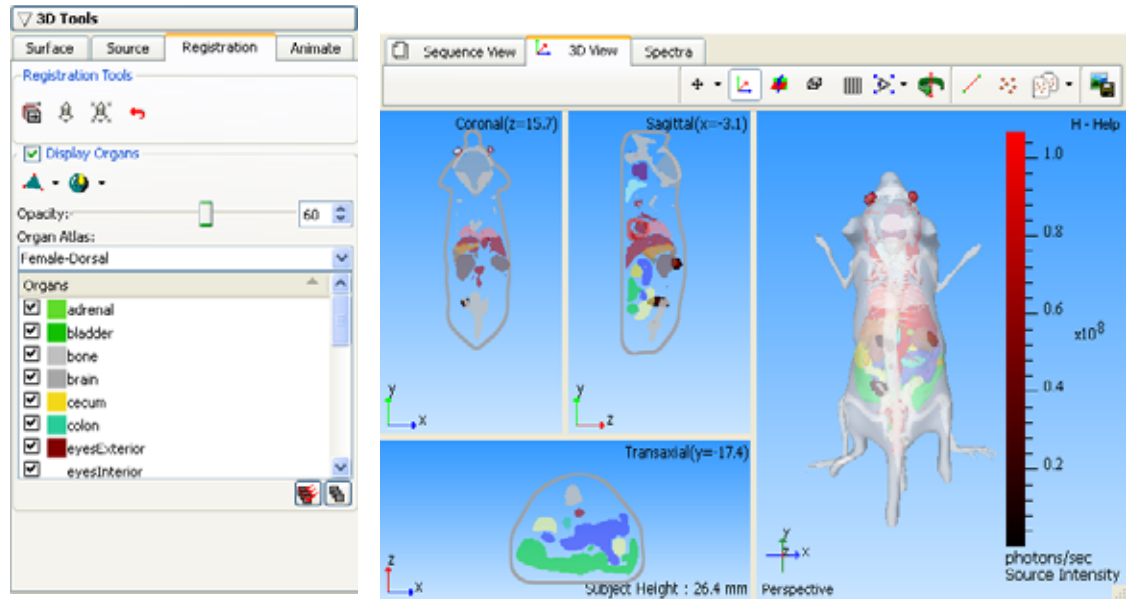 3D Tools
Surface Source Registration Animate
Registration Tools
Display Organs
Opacity: 60
Organ Atlas:
Female-Dorsal
Organs
adrenal
bladder
bone
brain
cecum
colon
eyesExterior
eyesInterior
Sequence View 3D View Spectra
Coronal(z=15.7)
y
x
Sagittal(x=-3.1)
y
z
Transaxial(y=-17.4)
z
x
Subject Height : 26.4 mm
H - Help
1.0
0.8
0.6
x10⁸
0.4
0.2
photons/sec
Source Intensity
y
z x
Perspective